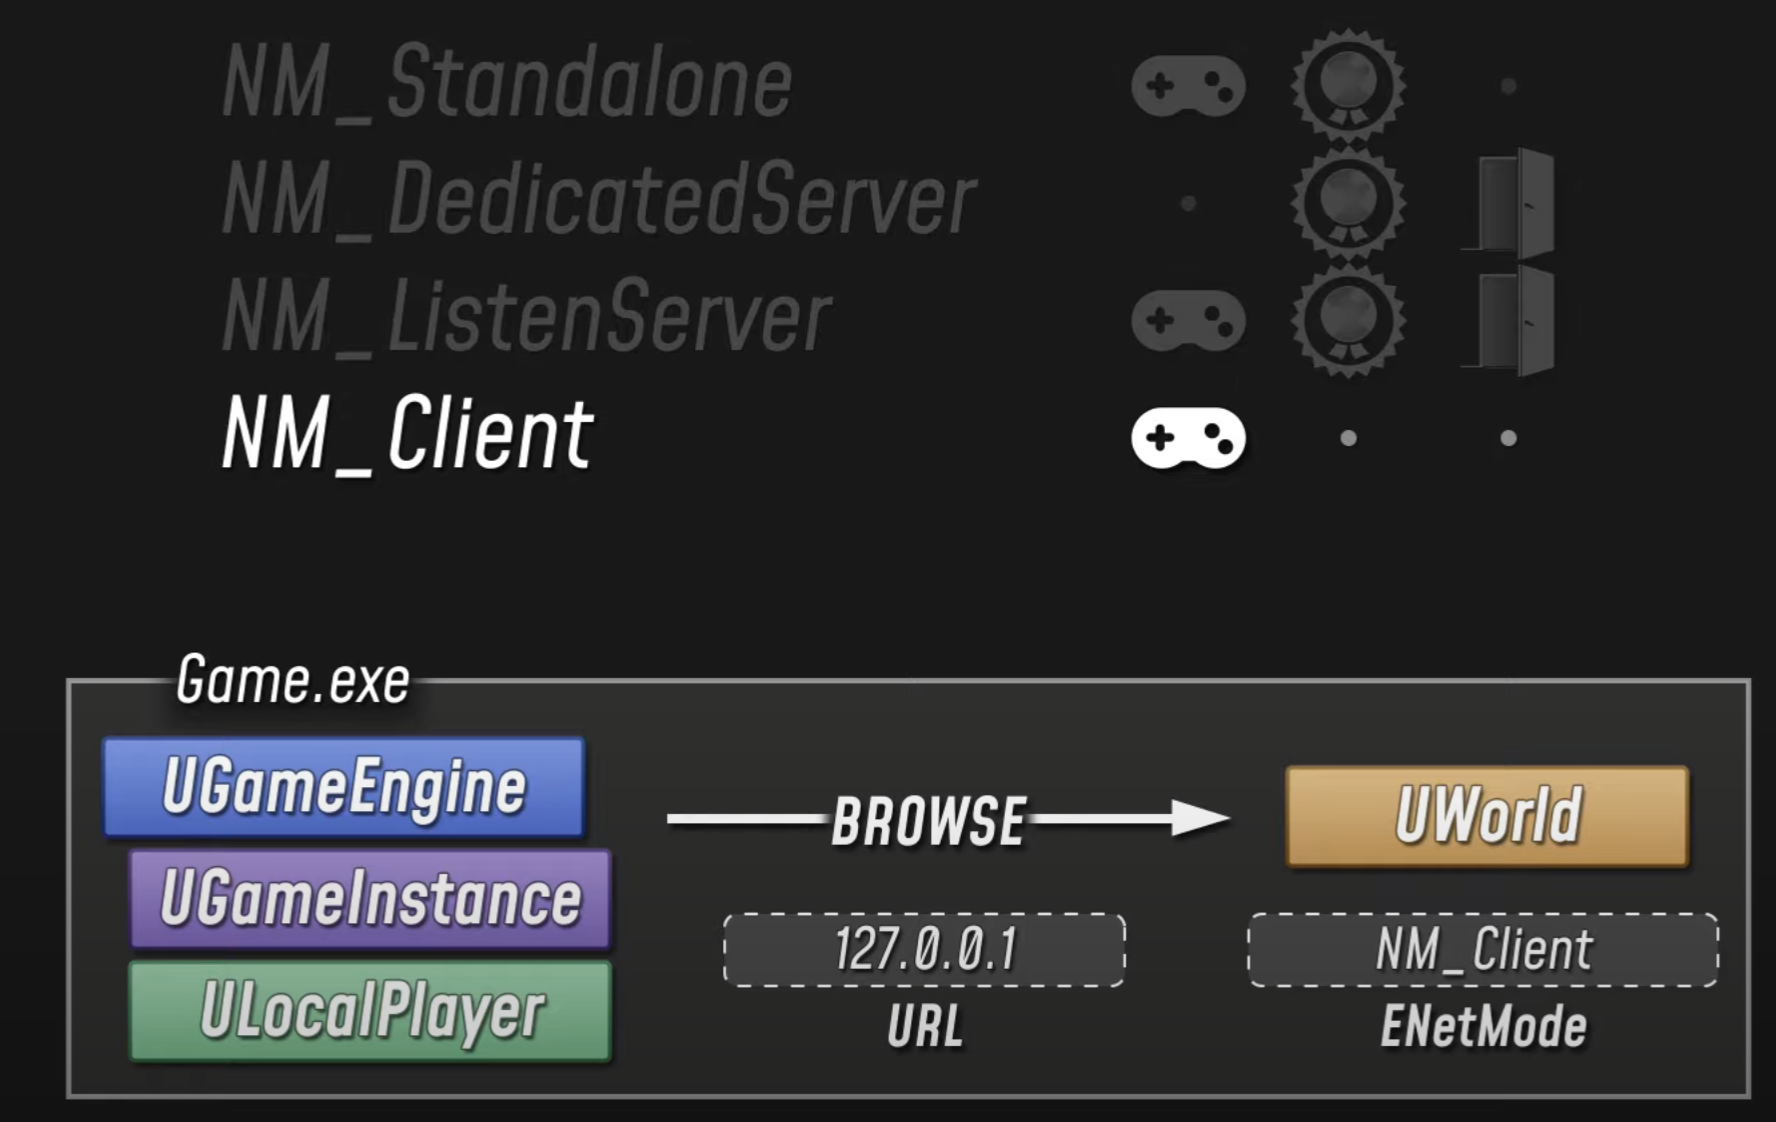 NM_Standalone
NM_DedicatedServer
NM_ListenServer
NM_Client
Game.exe
UGameEngine
UGameInstance
ULocalPlayer
BROWSE
127.0.0.1
URL
UWorld
NM_Client
ENetMode